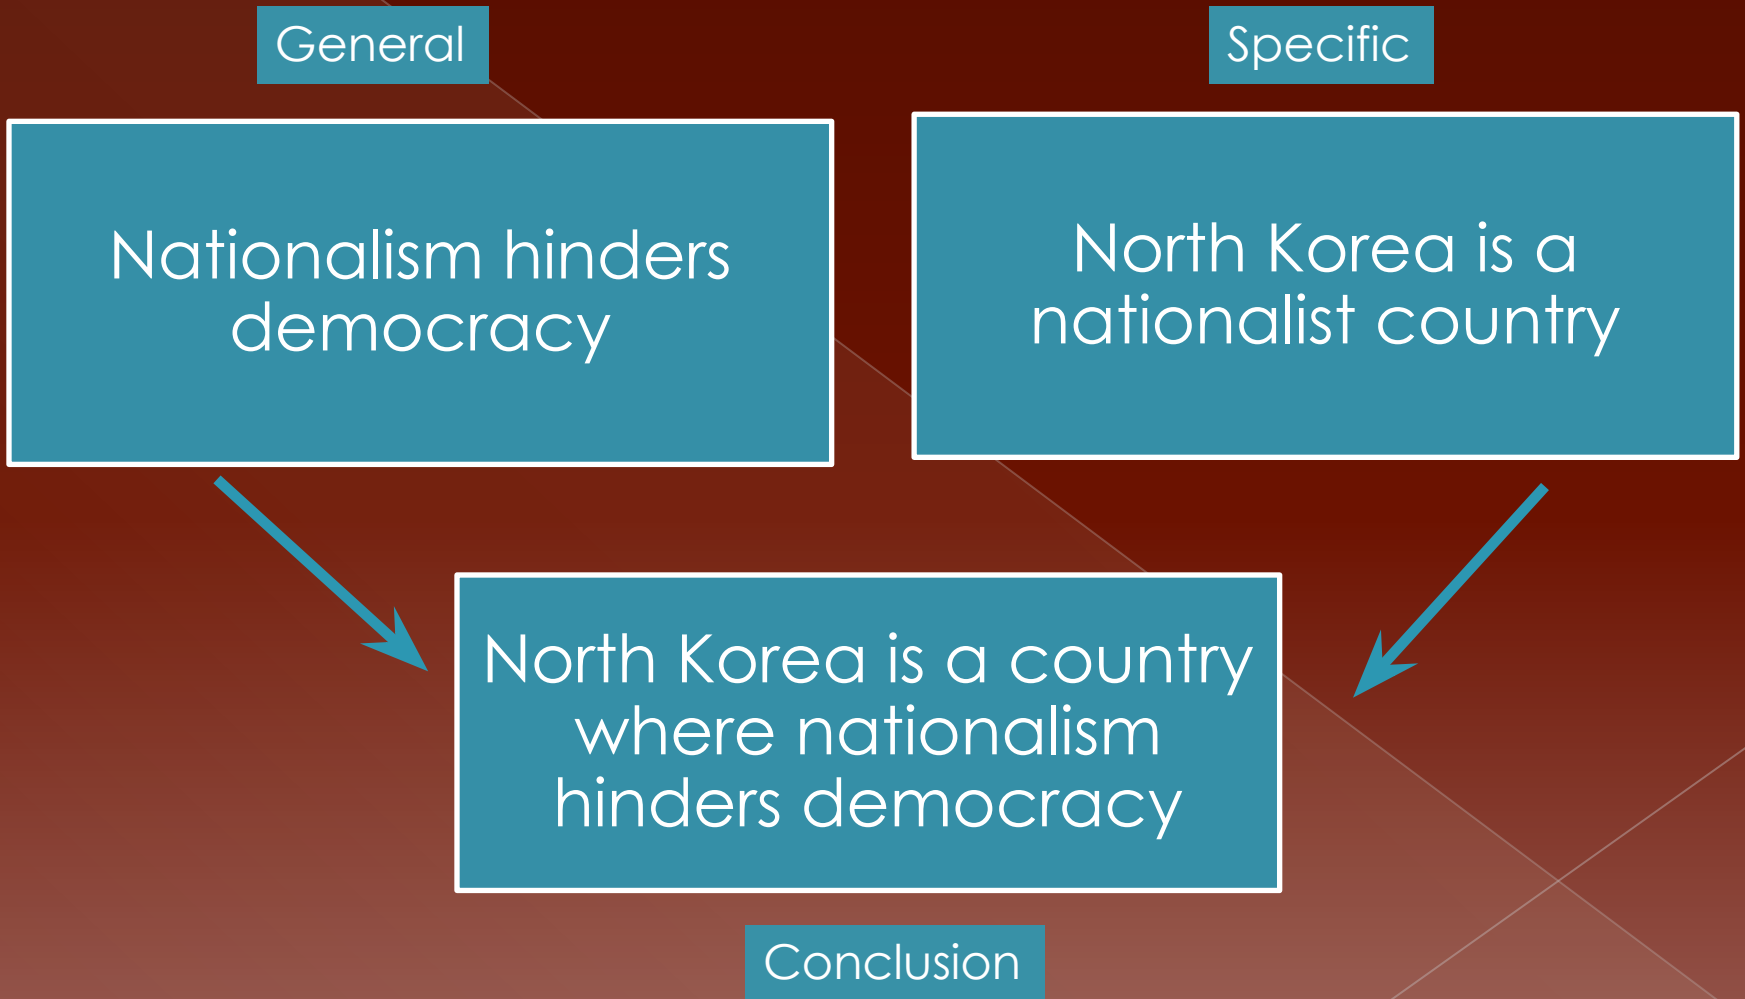 General
Specific
Nationalism hinders
democracy
North Korea is a
nationalist country
North Korea is a country
where nationalism
hinders democracy
Conclusion